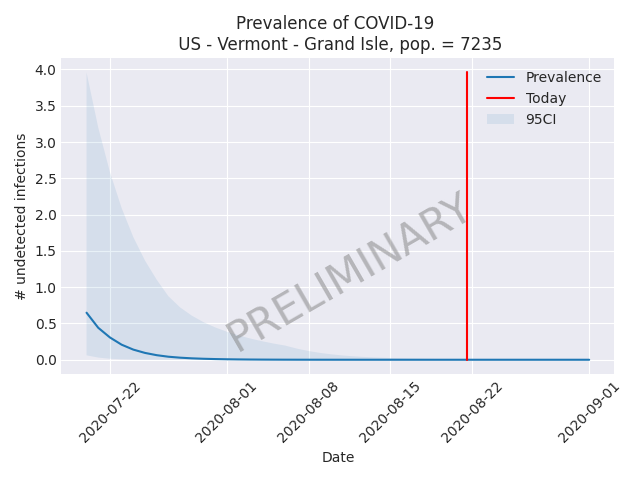 Prevalence of COVID-19
US - Vermont - Grand Isle, pop. = 7235
4.0
3.5
3.0
2.5
2.0
1.5
1.0
0.5
0.0
# undetected infections
Prevalence
Today
95CI
PRELIMINARY
2020-07-22
2020-08-01
2020-08-08
2020-08-15
2020-08-22
2020-09-01
Date